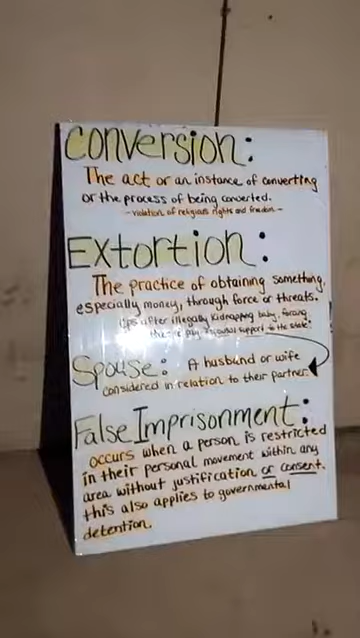 Conversion:
The act or an instance of converting
or the process of being converted.
- violation of religious rights and freedom -
Extortion:
The practice of obtaining something,
especially money, through force or threats.
CPS after illegally kidnapping baby, forcing
support to the state.
Spouse: A husband or wife
considered in relation to their partner.
False Imprisonment:
occurs when a person is restricted
in their personal movement within any
area without justification or consent.
this also applies to governmental
detention.